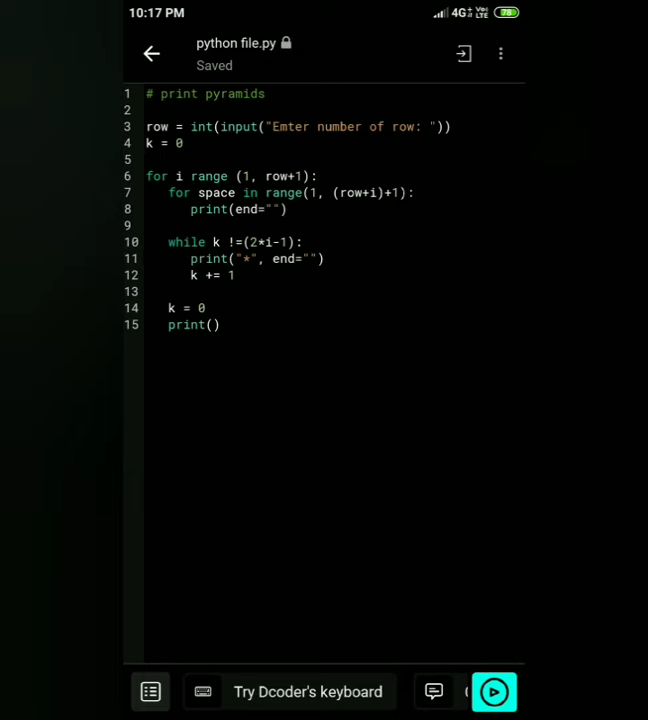 10:17 PM 4G+ Vo LTE 78
python file.py
Saved
1 # print pyramids
2
3 row = int(input("Emter number of row: "))
4 k = 0
5
6 for i range (1, row+1):
7 for space in range(1, (row+i)+1):
8 print(end="")
9
10 while k !=(2*i-1):
11 print("*", end="")
12 k += 1
13
14 k = 0
15 print()
Try Dcoder's keyboard